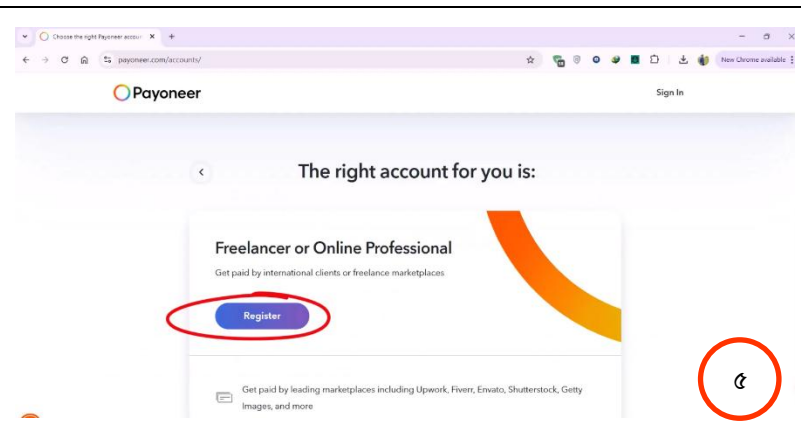 Choose the right Payoneer accoun
payoneer.com/accounts/
New Chrome available
Payoneer
Sign In
The right account for you is:
Freelancer or Online Professional
Get paid by international clients or freelance marketplaces
Register
Get paid by leading marketplaces including Upwork, Fiverr, Envato, Shutterstock, Getty
Images, and more